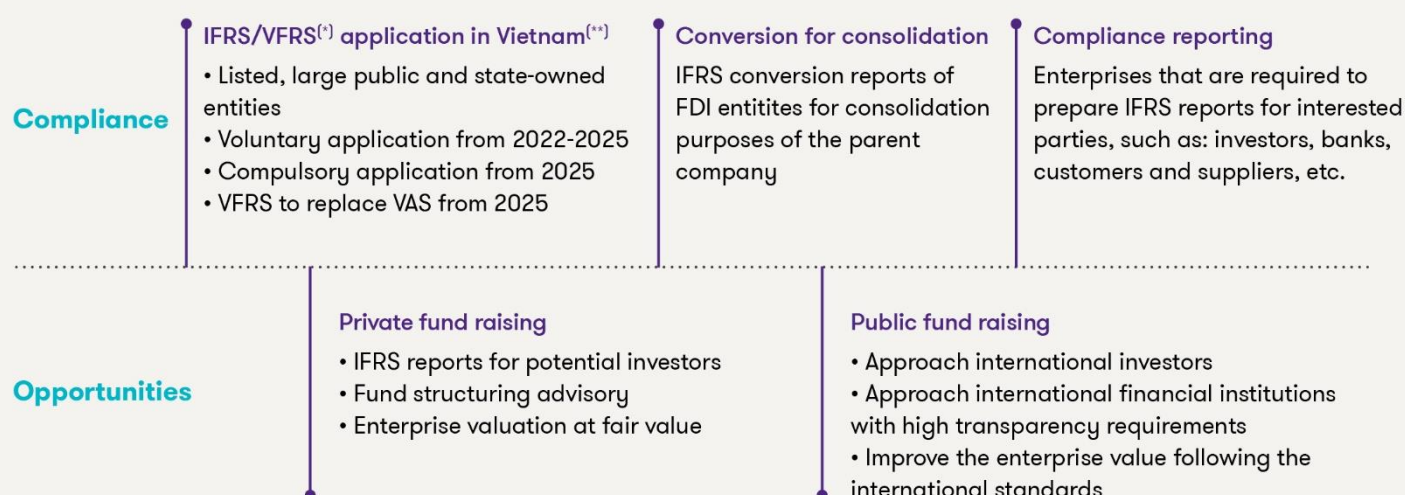 Compliance
IFRS/VFRS(*) application in Vietnam(**)
• Listed, large public and state-owned
entities
• Voluntary application from 2022-2025
• Compulsory application from 2025
• VFRS to replace VAS from 2025
Conversion for consolidation
IFRS conversion reports of
FDI entitites for consolidation
purposes of the parent
company
Compliance reporting
Enterprises that are required to
prepare IFRS reports for interested
parties, such as: investors, banks,
customers and suppliers, etc.
Opportunities
Private fund raising
• IFRS reports for potential investors
• Fund structuring advisory
• Enterprise valuation at fair value
Public fund raising
• Approach international investors
• Approach international financial institutions
with high transparency requirements
• Improve the enterprise value following the
international standards